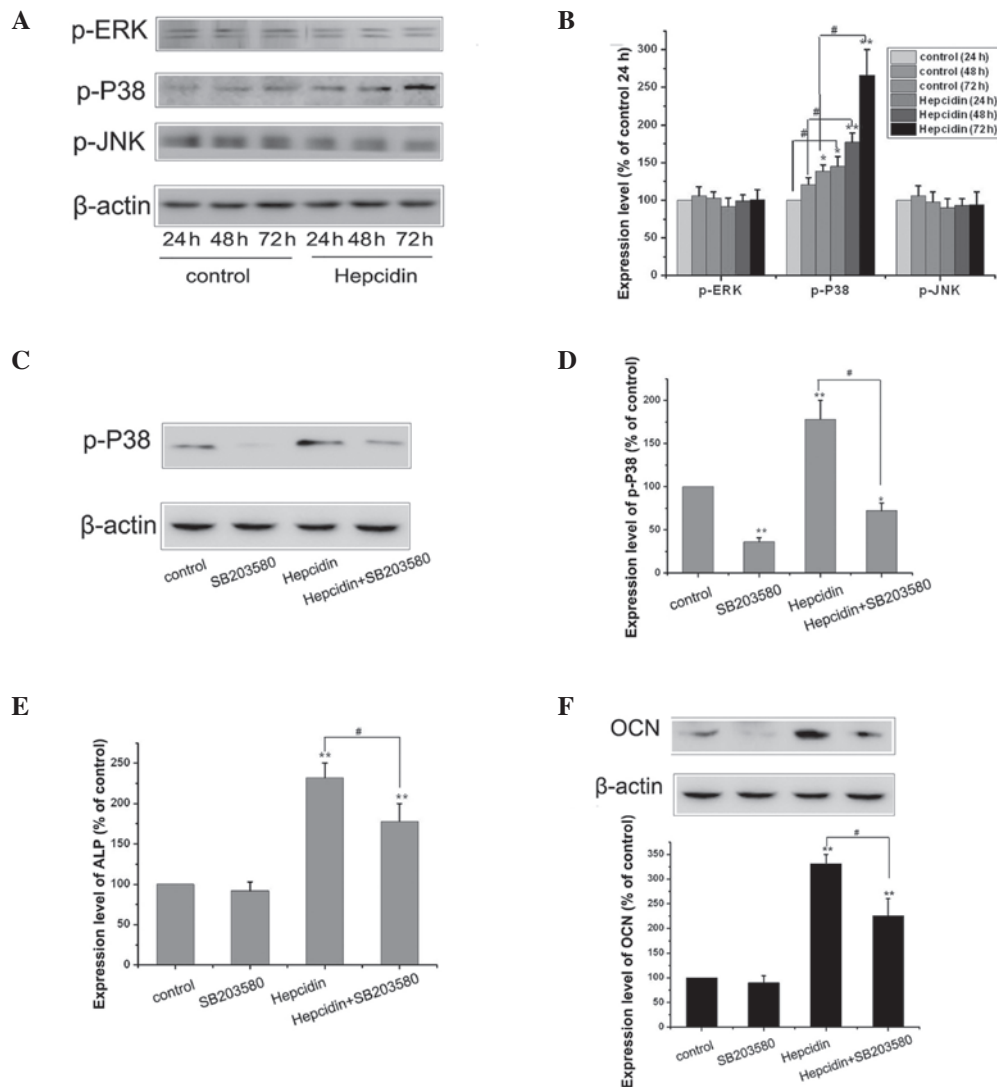 A
p-ERK
p-P38
p-JNK
β-actin
24 h 48 h 72 h 24 h 48 h 72 h
control Hepcidin
B
Expression level (% of control 24 h)
300
250
200
150
100
50
0
# ** # ** # * *
control (24 h)
control (48 h)
control (72 h)
Hepcidin (24 h)
Hepcidin (48 h)
Hepcidin (72 h)
p-ERK p-P38 p-JNK
C
p-P38
β-actin
control SB203580 Hepcidin Hepcidin+SB203580
D
Expression level of p-P38 (% of control)
200
150
100
50
0
# ** ** *
control SB203580 Hepcidin Hepcidin+SB203580
E
Expression level of ALP (% of control)
250
200
150
100
50
0
# ** **
control SB203580 Hepcidin Hepcidin+SB203580
F
OCN
β-actin
Expression level of OCN (% of control)
350
300
250
200
150
100
50
0
# ** **
control SB203580 Hepcidin Hepcidin+SB203580